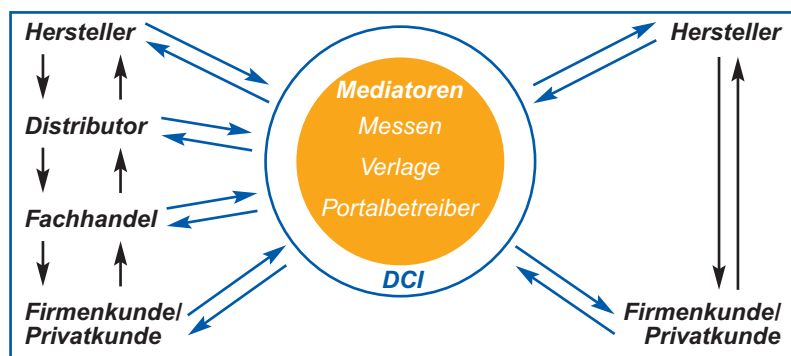 Hersteller
Distributor
Fachhandel
Firmenkunde/
Privatkunde
Mediatoren
Messen
Verlage
Portalbetreiber
DCI
Hersteller
Firmenkunde/
Privatkunde